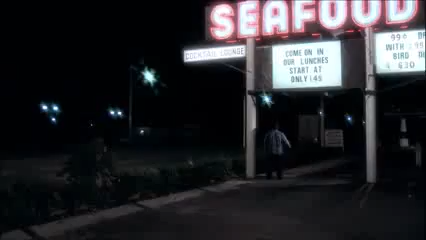 SEAFOOD
COCKTAIL LOUNGE
COME ON IN
OUR LUNCHES
START AT
ONLY 1.45
99¢
WITH
BIRD